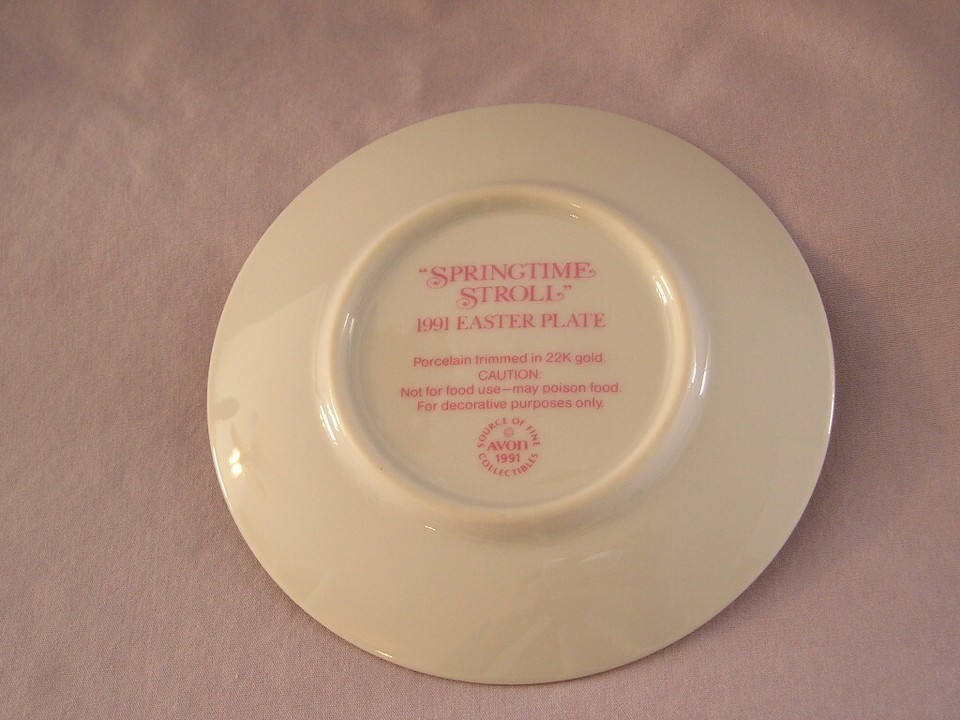 "SPRINGTIME
STROLL"
1991 EASTER PLATE
Porcelain trimmed in 22K gold.
CAUTION:
Not for food use—may poison food.
For decorative purposes only.
SOURCE OF FINE
©
AVON
1991
COLLECTIBLES